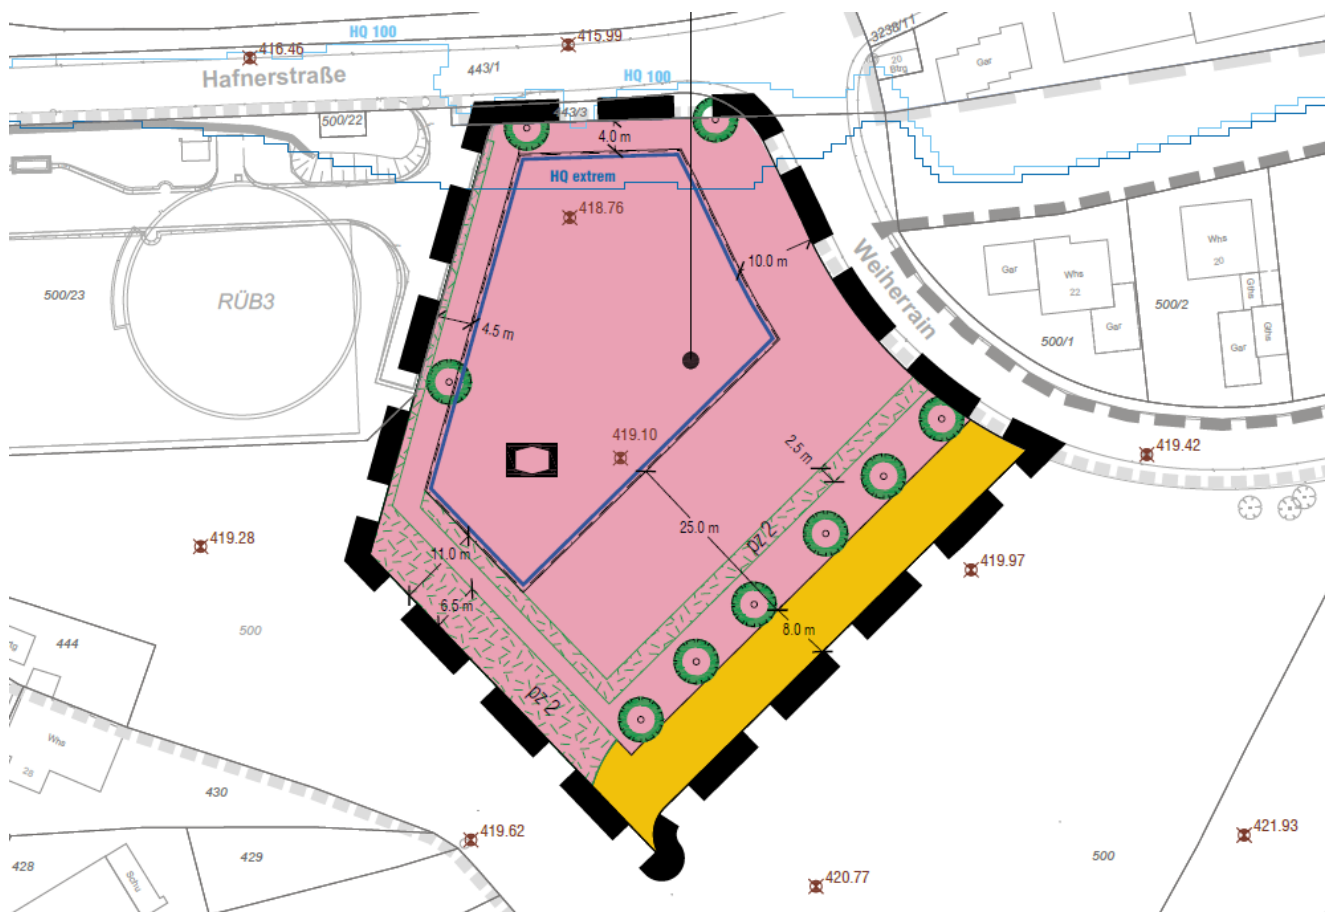 HQ 100
415.99
3238/11
416.46
20
Btrg
Gar
Hafnerstraße
443/1
HQ 100
500/22
443/3
4.0 m
HQ extrem
418.76
Whs
20
Weiherrain
10.0 m
Gar
Whs
22
Gths
500/23
RÜB3
500/2
4.5 m
Gar
Gths
500/1
Gar
419.10
2.5 m
419.42
25.0 m
pz 2
419.28
11.0 m
419.97
6.5 m
500
8.0 m
444
pz 2
Whs
28
430
419.62
421.93
429
500
428
Schu
420.77